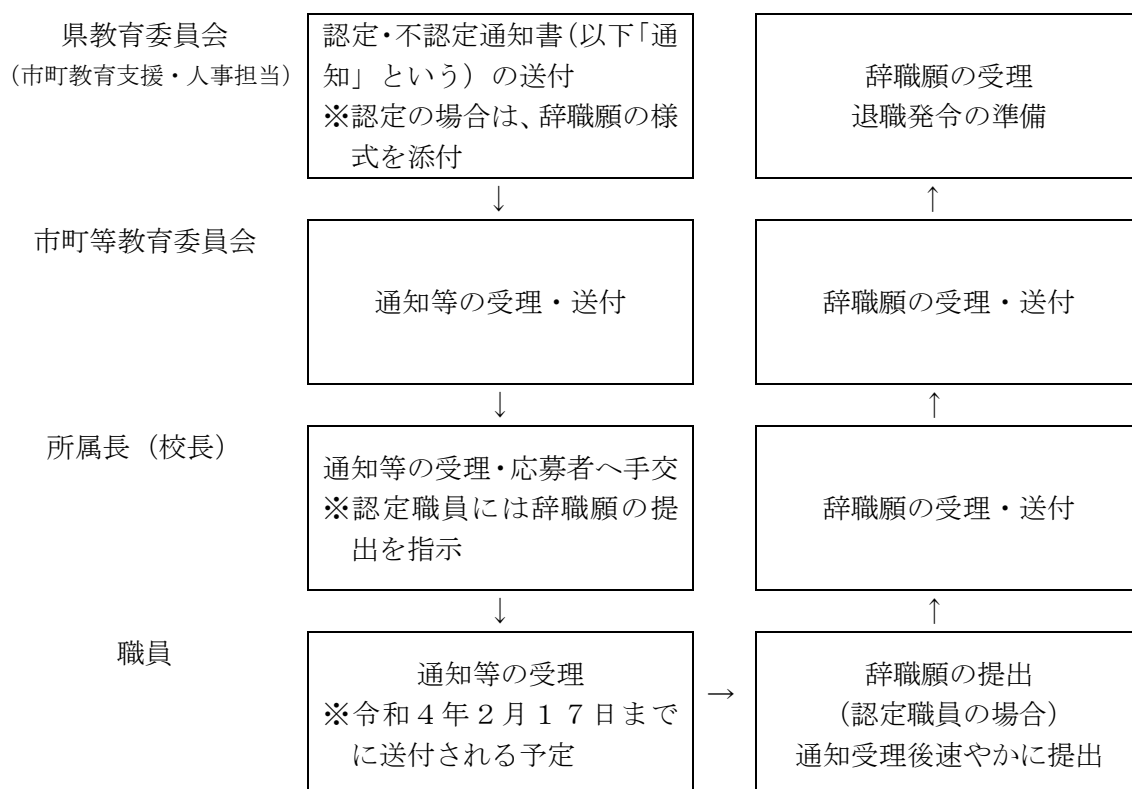 県教育委員会
（市町教育支援・人事担当）
認定・不認定通知書（以下「通
知」という）の送付
※認定の場合は、辞職願の様
式を添付
辞職願の受理
退職発令の準備
↓
↑
市町等教育委員会
通知等の受理・送付
辞職願の受理・送付
↓
↑
所属長（校長）
通知等の受理・応募者へ手交
※認定職員には辞職願の提
出を指示
辞職願の受理・送付
↓
↑
職員
通知等の受理
※令和４年２月１７日まで
に送付される予定
→
辞職願の提出
（認定職員の場合）
通知受理後速やかに提出